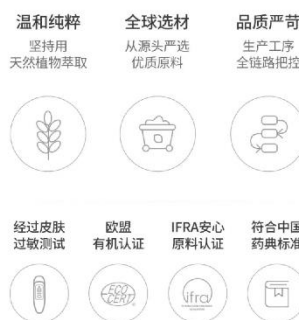 温和纯粹 全球选材 品质严苛
坚持用 从源头严选 生产工序
天然植物萃取 优质原料 全链路把控
经过皮肤 欧盟 IFRA安心 符合中国
过敏测试 有机认证 原料认证 药典标准
ECO
CERT
ifra